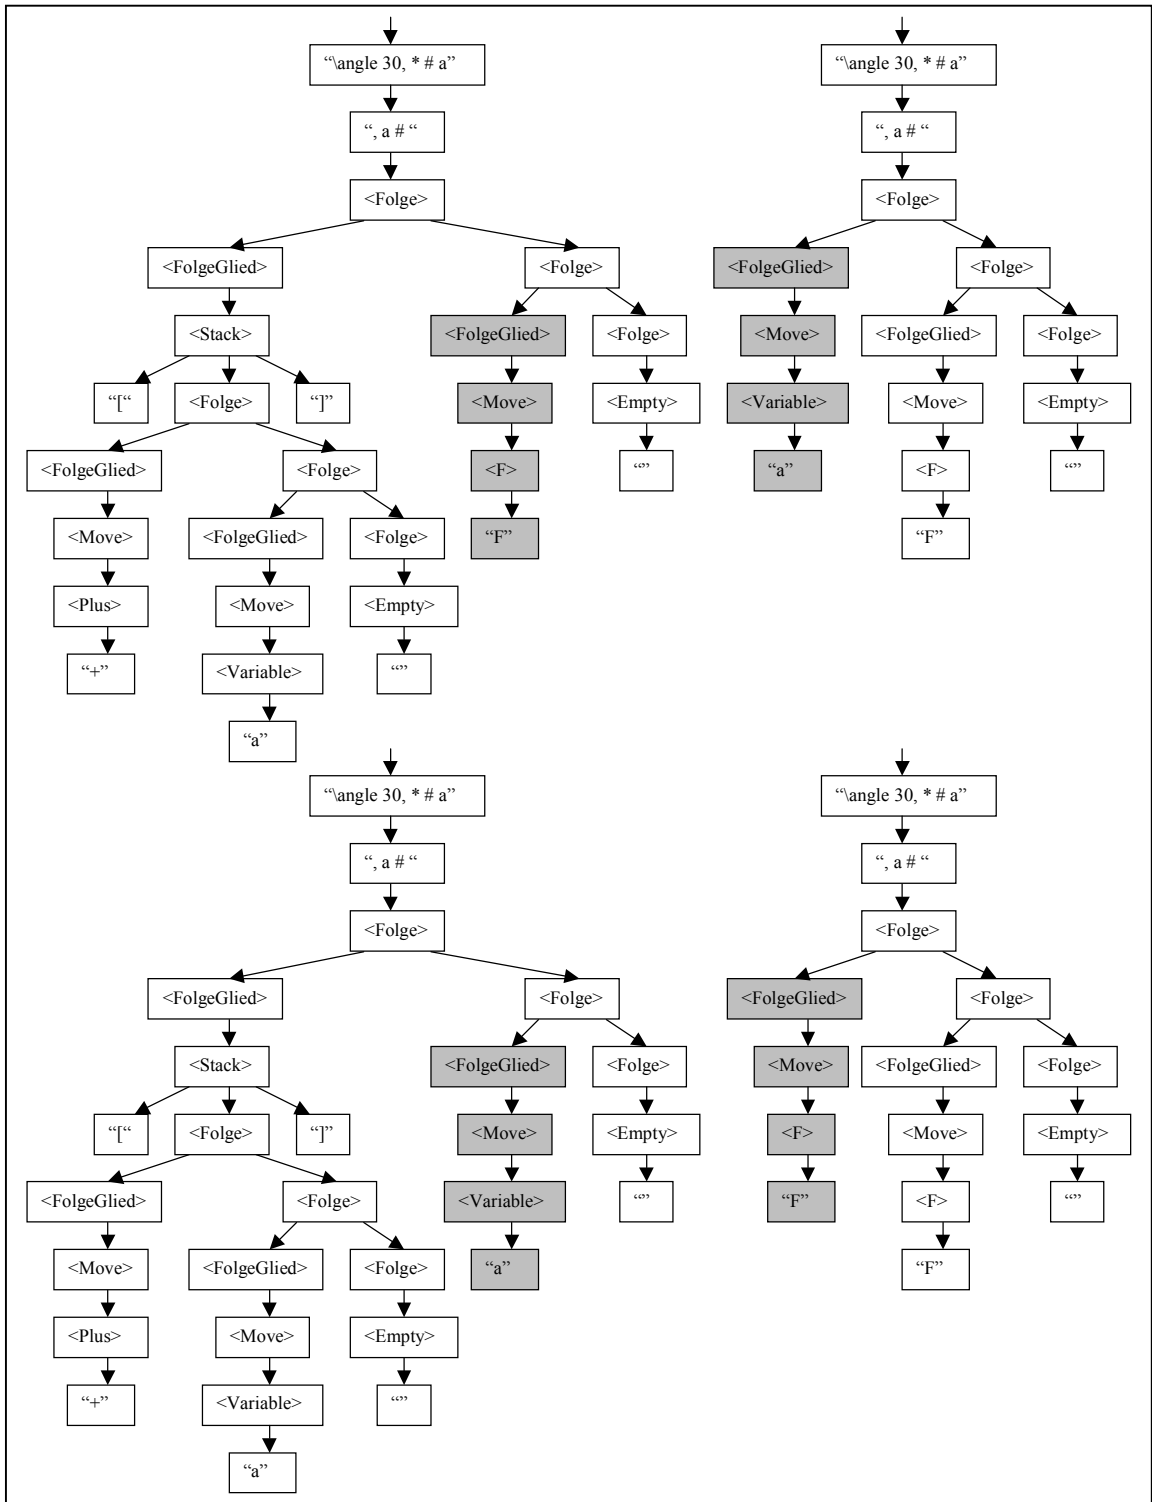 “\angle 30, * # a” “\angle 30, * # a”
“, a # “ “, a # “
<Folge> <Folge>
<FolgeGlied> <Folge> <FolgeGlied> <Folge>
<Stack> <FolgeGlied> <Folge> <Move> <FolgeGlied> <Folge>
“[“ <Folge> “]” <Move> <Empty> <Variable> <Move> <Empty>
<FolgeGlied> <Folge> <F> “” “a” <F> “”
<Move> <FolgeGlied> <Folge> “F” “F”
<Plus> <Move> <Empty>
“+” <Variable> “”
“a”
“\angle 30, * # a” “\angle 30, * # a”
“, a # “ “, a # “
<Folge> <Folge>
<FolgeGlied> <Folge> <FolgeGlied> <Folge>
<Stack> <FolgeGlied> <Folge> <Move> <FolgeGlied> <Folge>
“[“ <Folge> “]” <Move> <Empty> <F> <Move> <Empty>
<FolgeGlied> <Folge> <Variable> “” “F” <F> “”
<Move> <FolgeGlied> <Folge> “a” “F”
<Plus> <Move> <Empty>
“+” <Variable> “”
“a”